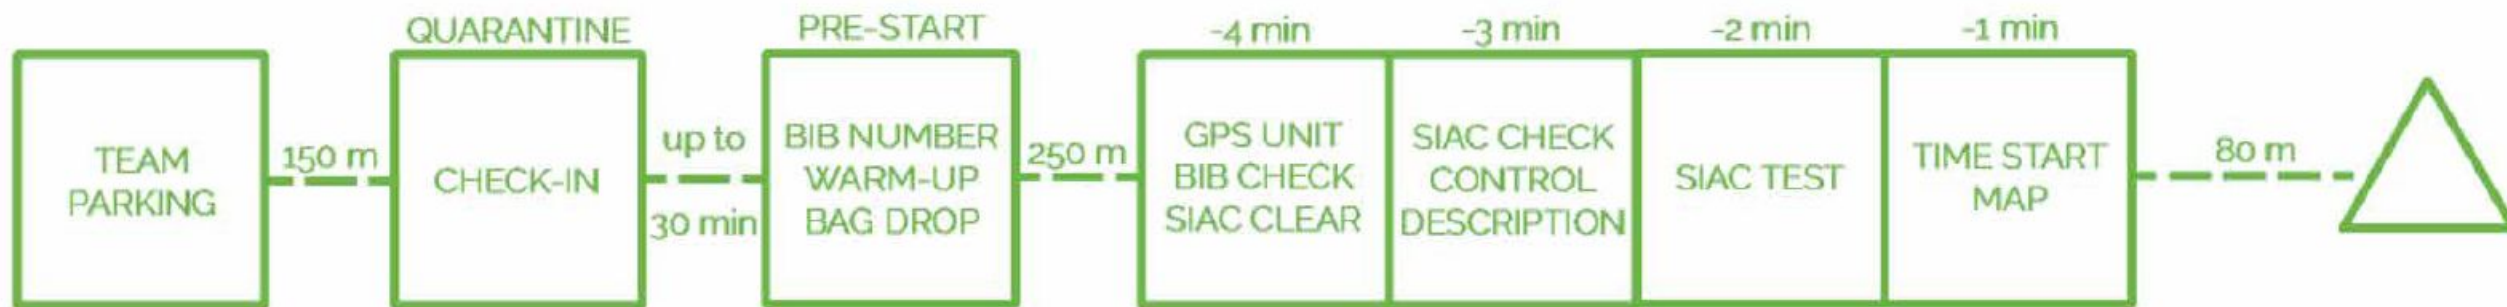 QUARANTINE
PRE-START
-4 min
-3 min
-2 min
-1 min
TEAM
PARKING
150 m
CHECK-IN
up to
30 min
BIB NUMBER
WARM-UP
BAG DROP
250 m
GPS UNIT
BIB CHECK
SIAC CLEAR
SIAC CHECK
CONTROL
DESCRIPTION
SIAC TEST
TIME START
MAP
80 m